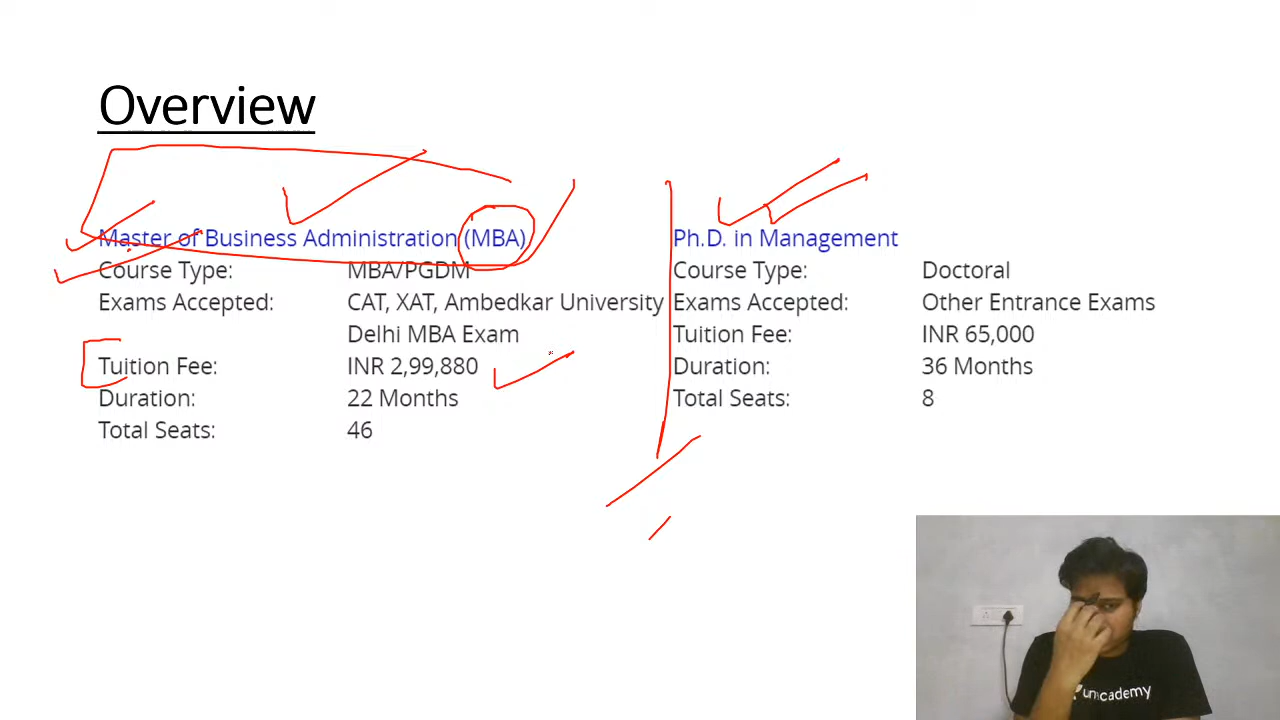 Overview
Master of Business Administration (MBA)
Course Type: MBA/PGDM
Exams Accepted: CAT, XAT, Ambedkar University
Delhi MBA Exam
Tuition Fee: INR 2,99,880
Duration: 22 Months
Total Seats: 46
Ph.D. in Management
Course Type: Doctoral
Exams Accepted: Other Entrance Exams
Tuition Fee: INR 65,000
Duration: 36 Months
Total Seats: 8
unacademy